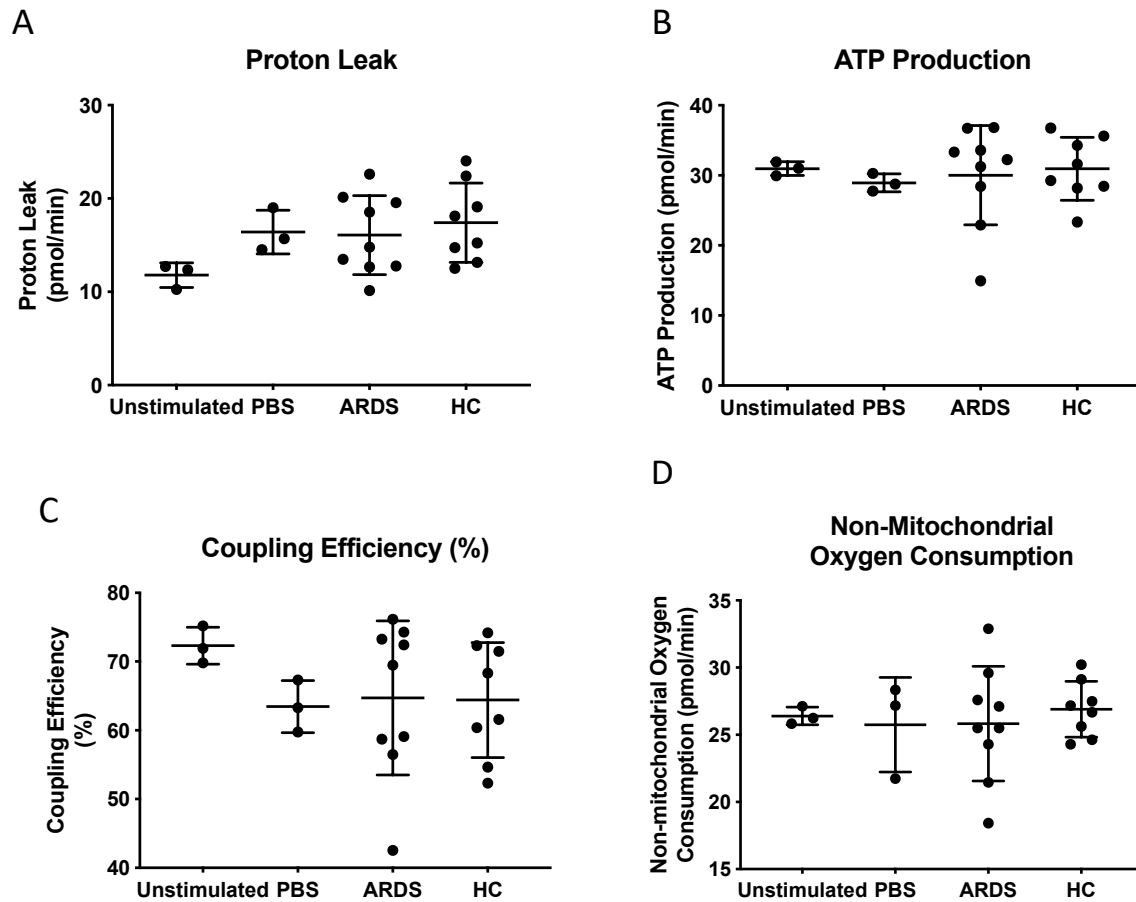 A
Proton Leak
Proton Leak
(pmol/min)
30
20
10
0
Unstimulated PBS ARDS HC
B
ATP Production
ATP Production (pmol/min)
40
30
20
10
0
Unstimulated PBS ARDS HC
C
Coupling Efficiency (%)
Coupling Efficiency
(%)
80
70
60
50
40
Unstimulated PBS ARDS HC
D
Non-Mitochondrial
Oxygen Consumption
Non-mitochondrial Oxygen
Consumption (pmol/min)
35
30
25
20
15
Unstimulated PBS ARDS HC